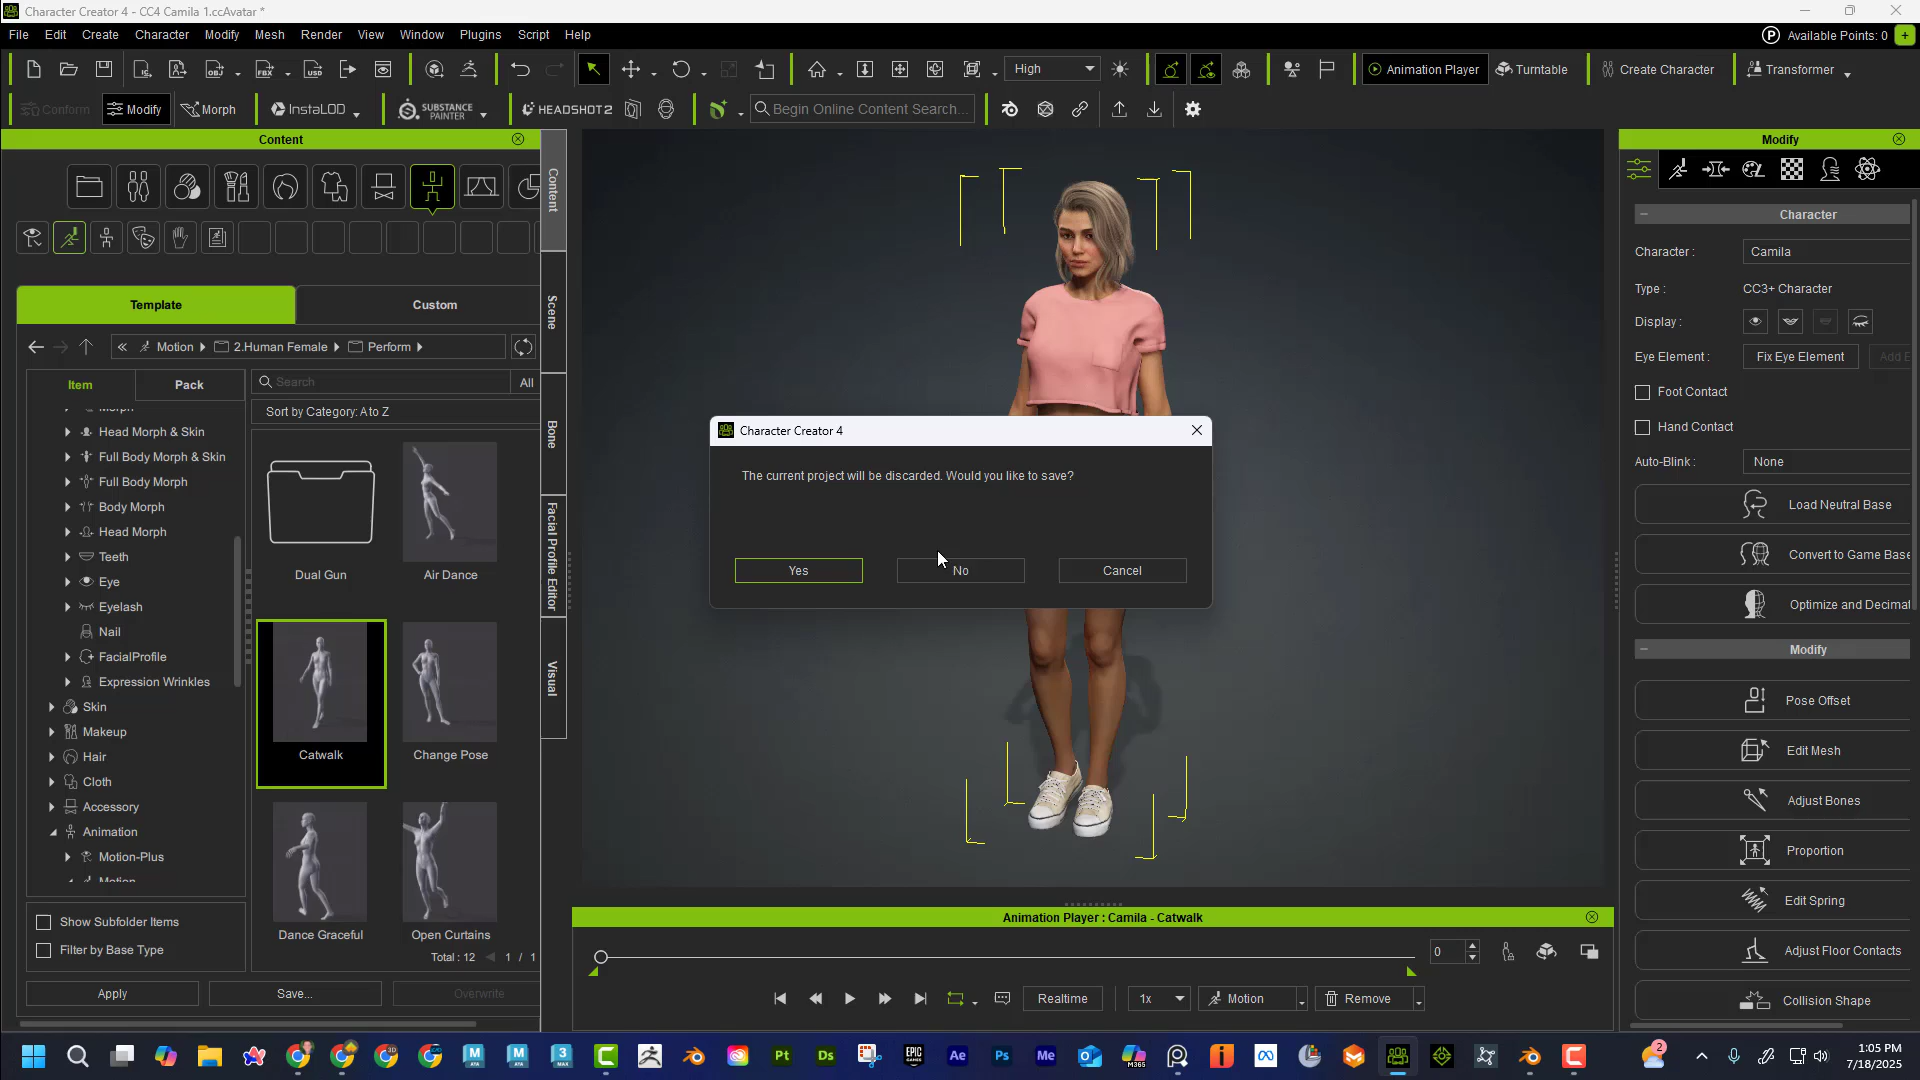 Character Creator 4 - CC4 Camila 1.ccAvatar *
File Edit Create Character Modify Mesh Render View Window Plugins Script Help
Available Points: 0
High
Animation Player
Turntable
Create Character
Transformer
Conform
Modify
Morph
InstaLOD
SUBSTANCE PAINTER
HEADSHOT 2
Begin Online Content Search...
Content
Modify
Content
Scene
Bone
Facial Profile Editor
Visual
Template
Custom
Motion
2.Human Female
Perform
Item
Pack
Search
All
Sort by Category: A to Z
Morph
Head Morph & Skin
Full Body Morph & Skin
Full Body Morph
Body Morph
Head Morph
Teeth
Eye
Eyelash
Nail
FacialProfile
Expression Wrinkles
Skin
Makeup
Hair
Cloth
Accessory
Animation
Motion-Plus
Motion
Dual Gun
Air Dance
Catwalk
Change Pose
Dance Graceful
Open Curtains
Show Subfolder Items
Filter by Base Type
Total : 12
1 / 1
Apply
Save...
Overwrite
Character Creator 4
The current project will be discarded. Would you like to save?
Yes
No
Cancel
Character
Character :
Camila
Type :
CC3+ Character
Display :
Eye Element :
Fix Eye Element
Add E
Foot Contact
Hand Contact
Auto-Blink :
None
Load Neutral Base
Convert to Game Base
Optimize and Decimat
Modify
Pose Offset
Edit Mesh
Adjust Bones
Proportion
Edit Spring
Adjust Floor Contacts
Collision Shape
Animation Player : Camila - Catwalk
0
Realtime
1x
Motion
Remove
2
1:05 PM
7/18/2025